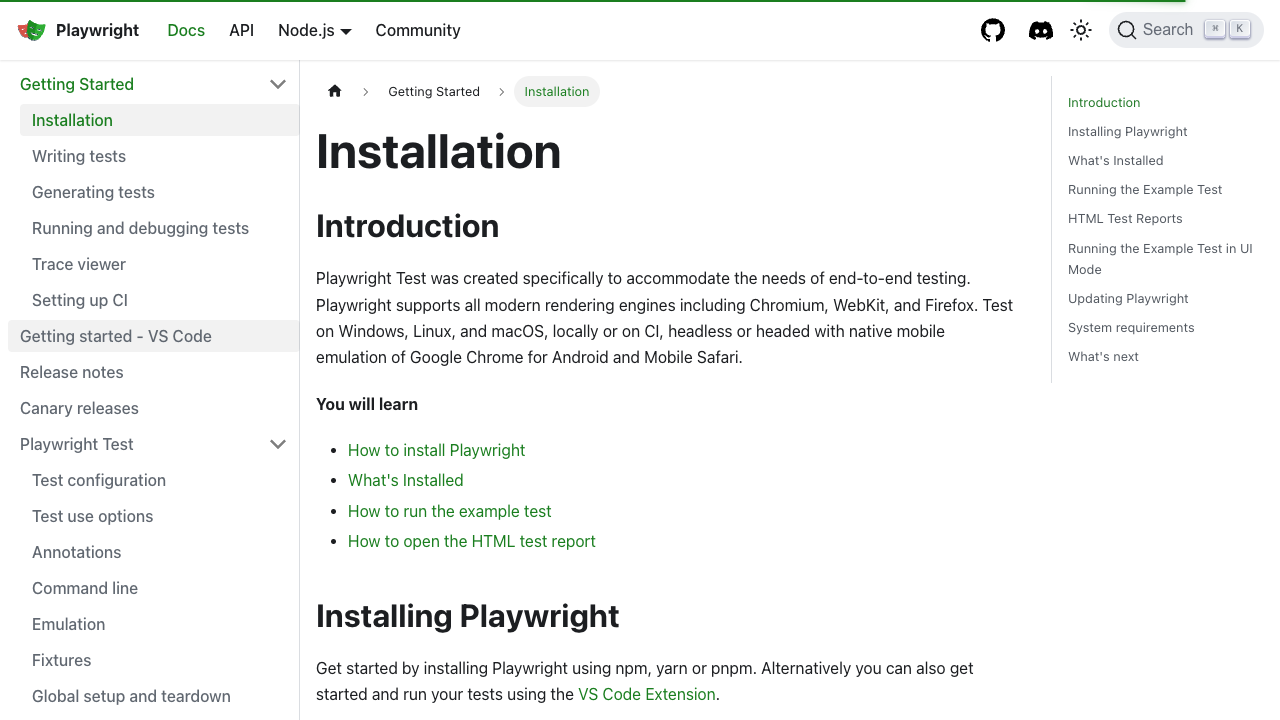 Playwright
Docs
API
Node.js
Community
Search
⌘
K
Getting Started
Installation
Writing tests
Generating tests
Running and debugging tests
Trace viewer
Setting up CI
Getting started - VS Code
Release notes
Canary releases
Playwright Test
Test configuration
Test use options
Annotations
Command line
Emulation
Fixtures
Global setup and teardown
Getting Started
Installation
Installation
Introduction
Playwright Test was created specifically to accommodate the needs of end-to-end testing.
Playwright supports all modern rendering engines including Chromium, WebKit, and Firefox. Test
on Windows, Linux, and macOS, locally or on CI, headless or headed with native mobile
emulation of Google Chrome for Android and Mobile Safari.
You will learn
How to install Playwright
What's Installed
How to run the example test
How to open the HTML test report
Installing Playwright
Get started by installing Playwright using npm, yarn or pnpm. Alternatively you can also get
started and run your tests using the VS Code Extension.
Introduction
Installing Playwright
What's Installed
Running the Example Test
HTML Test Reports
Running the Example Test in UI
Mode
Updating Playwright
System requirements
What's next